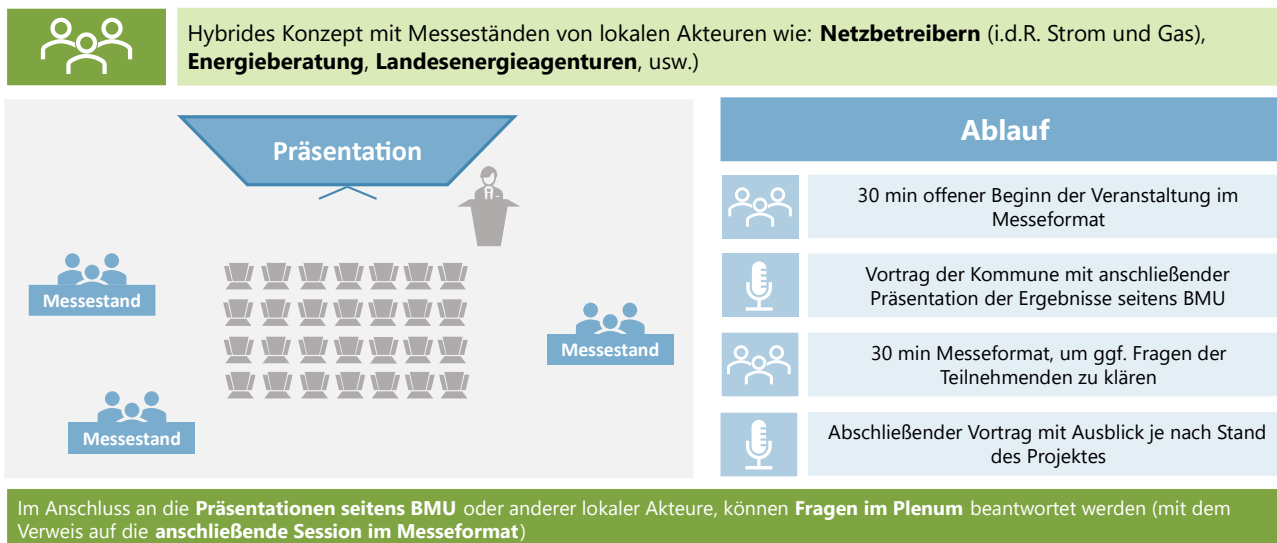 Hybrides Konzept mit Messeständen von lokalen Akteuren wie: Netzbetreibern (i.d.R. Strom und Gas),
Energieberatung, Landesenergieagenturen, usw.)
Präsentation
Messestand
Messestand
Messestand
Ablauf
30 min offener Beginn der Veranstaltung im
Messeformat
Vortrag der Kommune mit anschließender
Präsentation der Ergebnisse seitens BMU
30 min Messeformat, um ggf. Fragen der
Teilnehmenden zu klären
Abschließender Vortrag mit Ausblick je nach Stand
des Projektes
Im Anschluss an die Präsentationen seitens BMU oder anderer lokaler Akteure, können Fragen im Plenum beantwortet werden (mit dem
Verweis auf die anschließende Session im Messeformat)